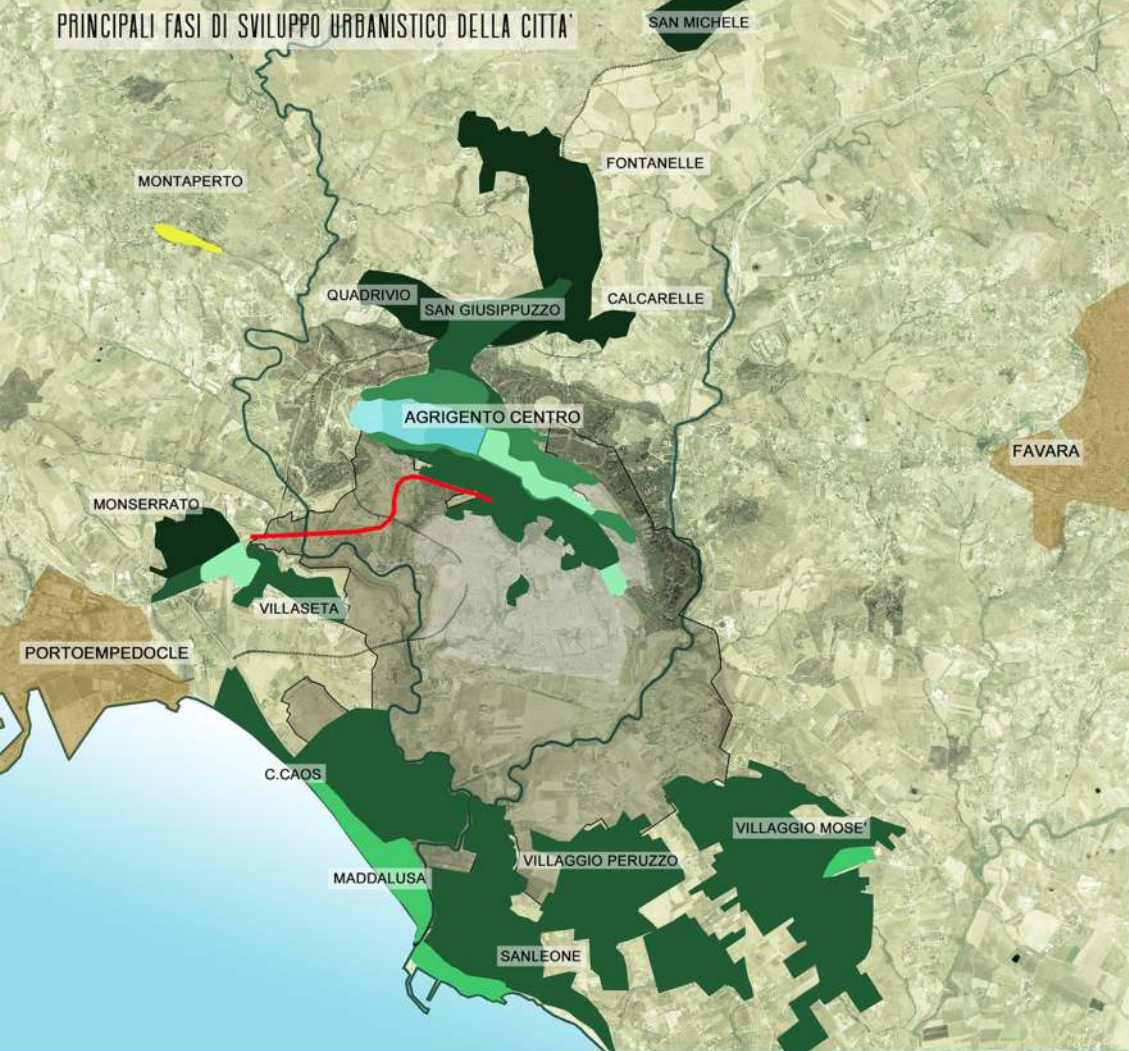 PRINCIPALI FASI DI SVILUPPO URBANISTICO DELLA CITTA'
SAN MICHELE
FONTANELLE
MONTAPERTO
QUADRIVIO
SAN GIUSIPPUZZO
CALCARELLE
AGRIGENTO CENTRO
FAVARA
MONSERRATO
VILLASETA
PORTOEMPEDOCLE
C.CAOS
VILLAGGIO MOSE'
VILLAGGIO PERUZZO
MADDALUSA
SANLEONE